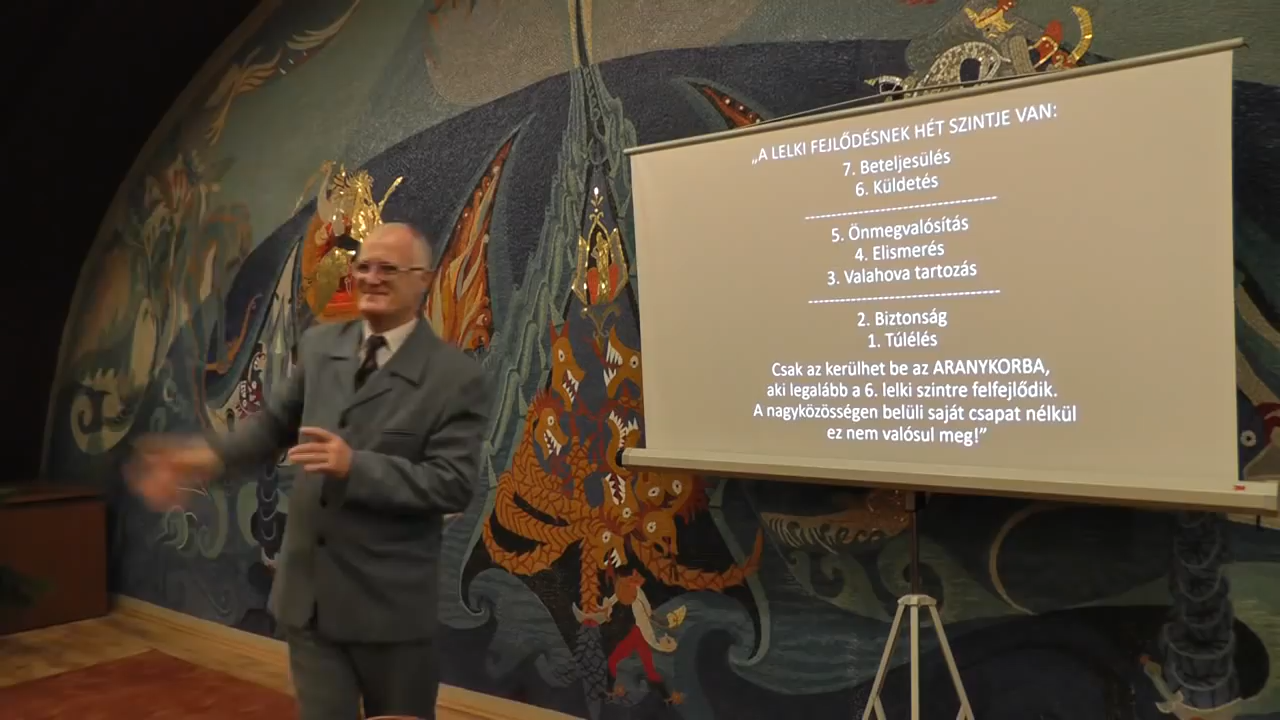 „A LELKI FEJLŐDÉSNEK HÉT SZINTJE VAN:
7. Beteljesülés
6. Küldetés
------------------------------------
5. Önmegvalósítás
4. Elismerés
3. Valahova tartozás
------------------------------------
2. Biztonság
1. Túlélés
Csak az kerülhet be az ARANYKORBA,
aki legalább a 6. lelki szintre felfejlődik.
A nagyközösségen belüli saját csapat nélkül
ez nem valósul meg!”